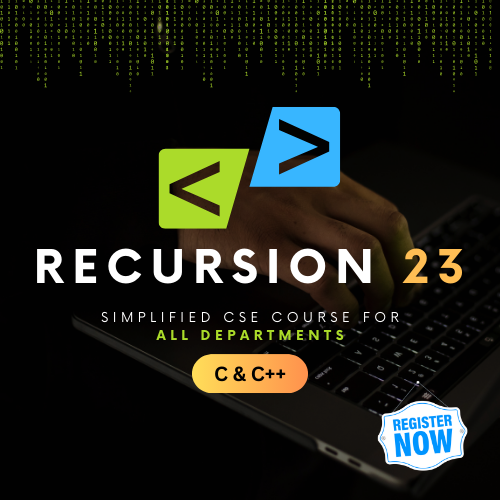 < >
RECURSION 23
SIMPLIFIED CSE COURSE FOR
ALL DEPARTMENTS
C & C++
REGISTER
NOW